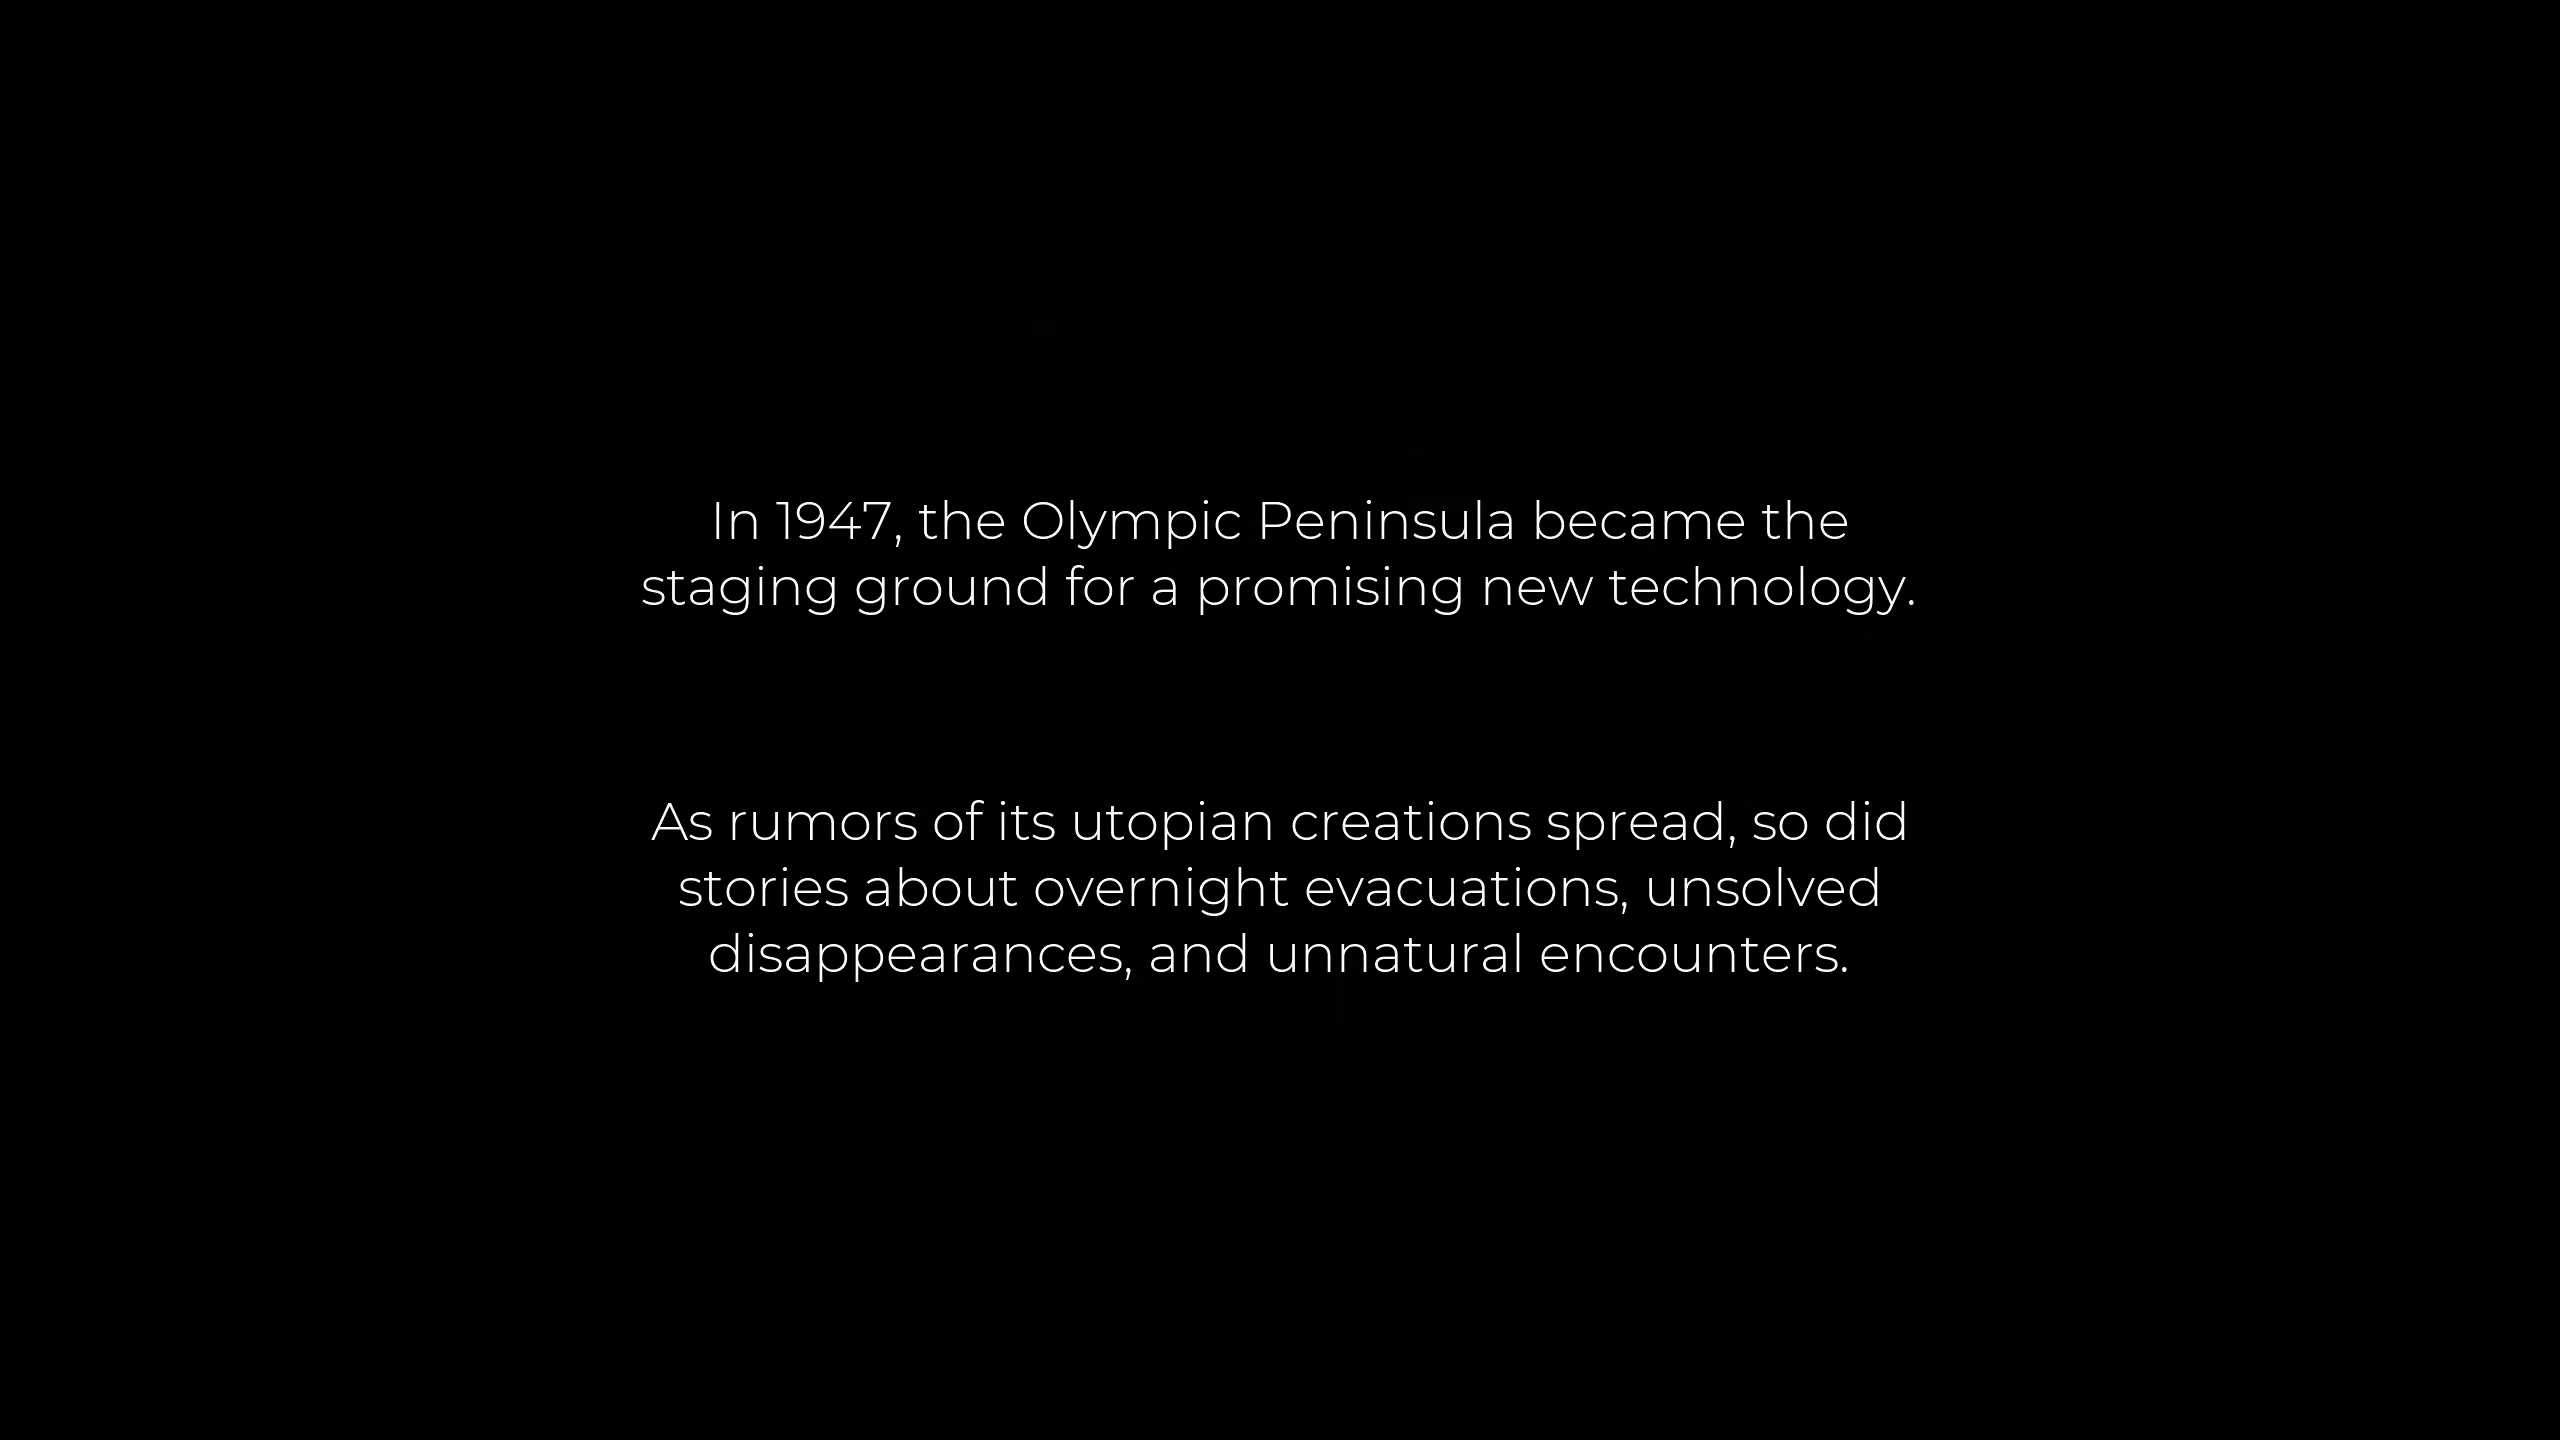 In 1947, the Olympic Peninsula became the
staging ground for a promising new technology.
As rumors of its utopian creations spread, so did
stories about overnight evacuations, unsolved
disappearances, and unnatural encounters.